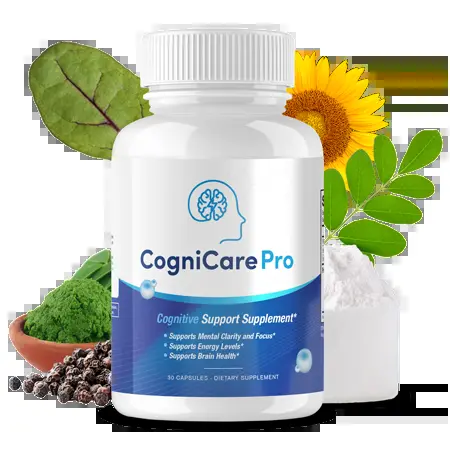 CogniCare Pro
Cognitive Support Supplement*
• Supports Mental Clarity and Focus*
• Supports Energy Levels*
• Supports Brain Health*
30 CAPSULES · DIETARY SUPPLEMENT